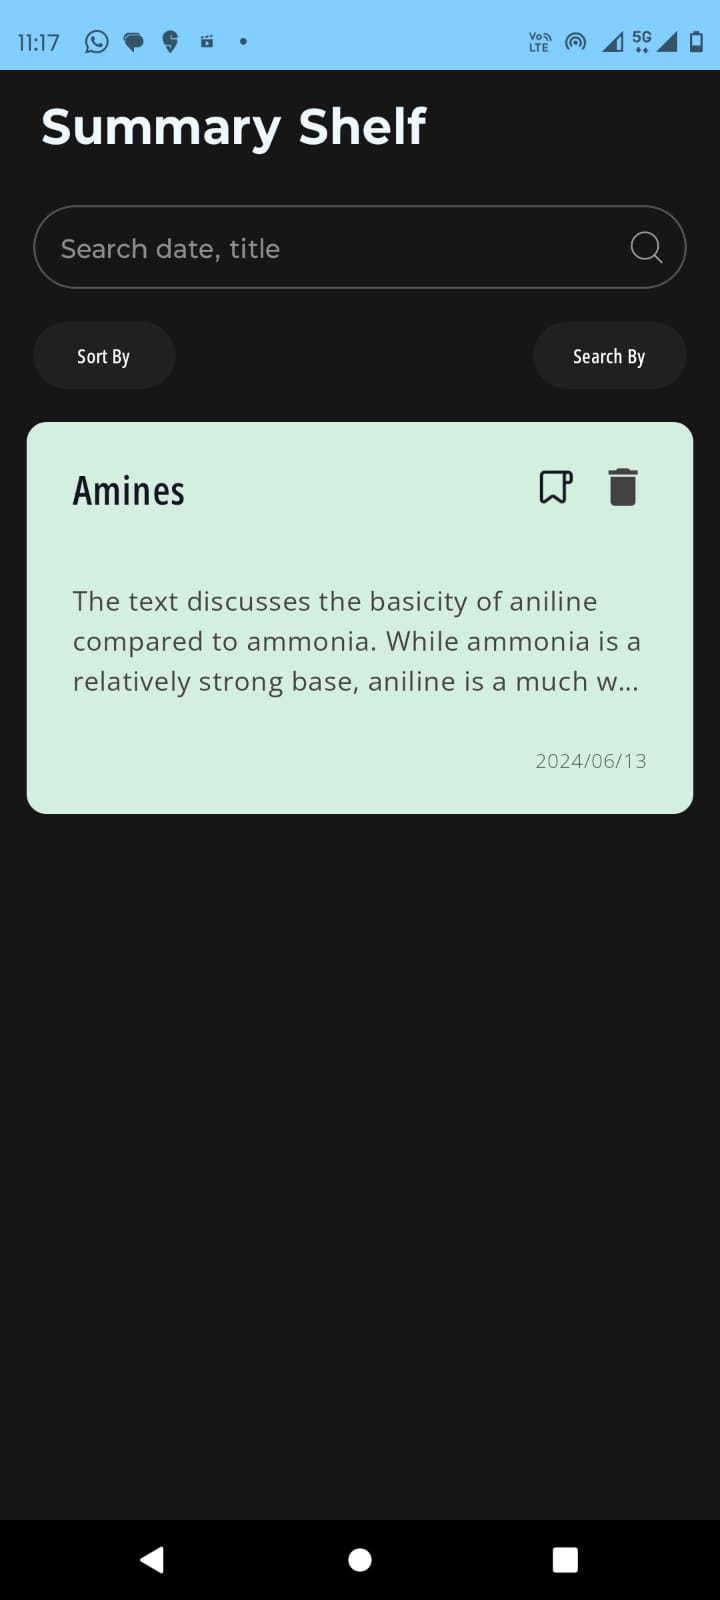 11:17
Vo LTE 5G
Summary Shelf
Search date, title
Sort By
Search By
Amines
The text discusses the basicity of aniline
compared to ammonia. While ammonia is a
relatively strong base, aniline is a much w...
2024/06/13